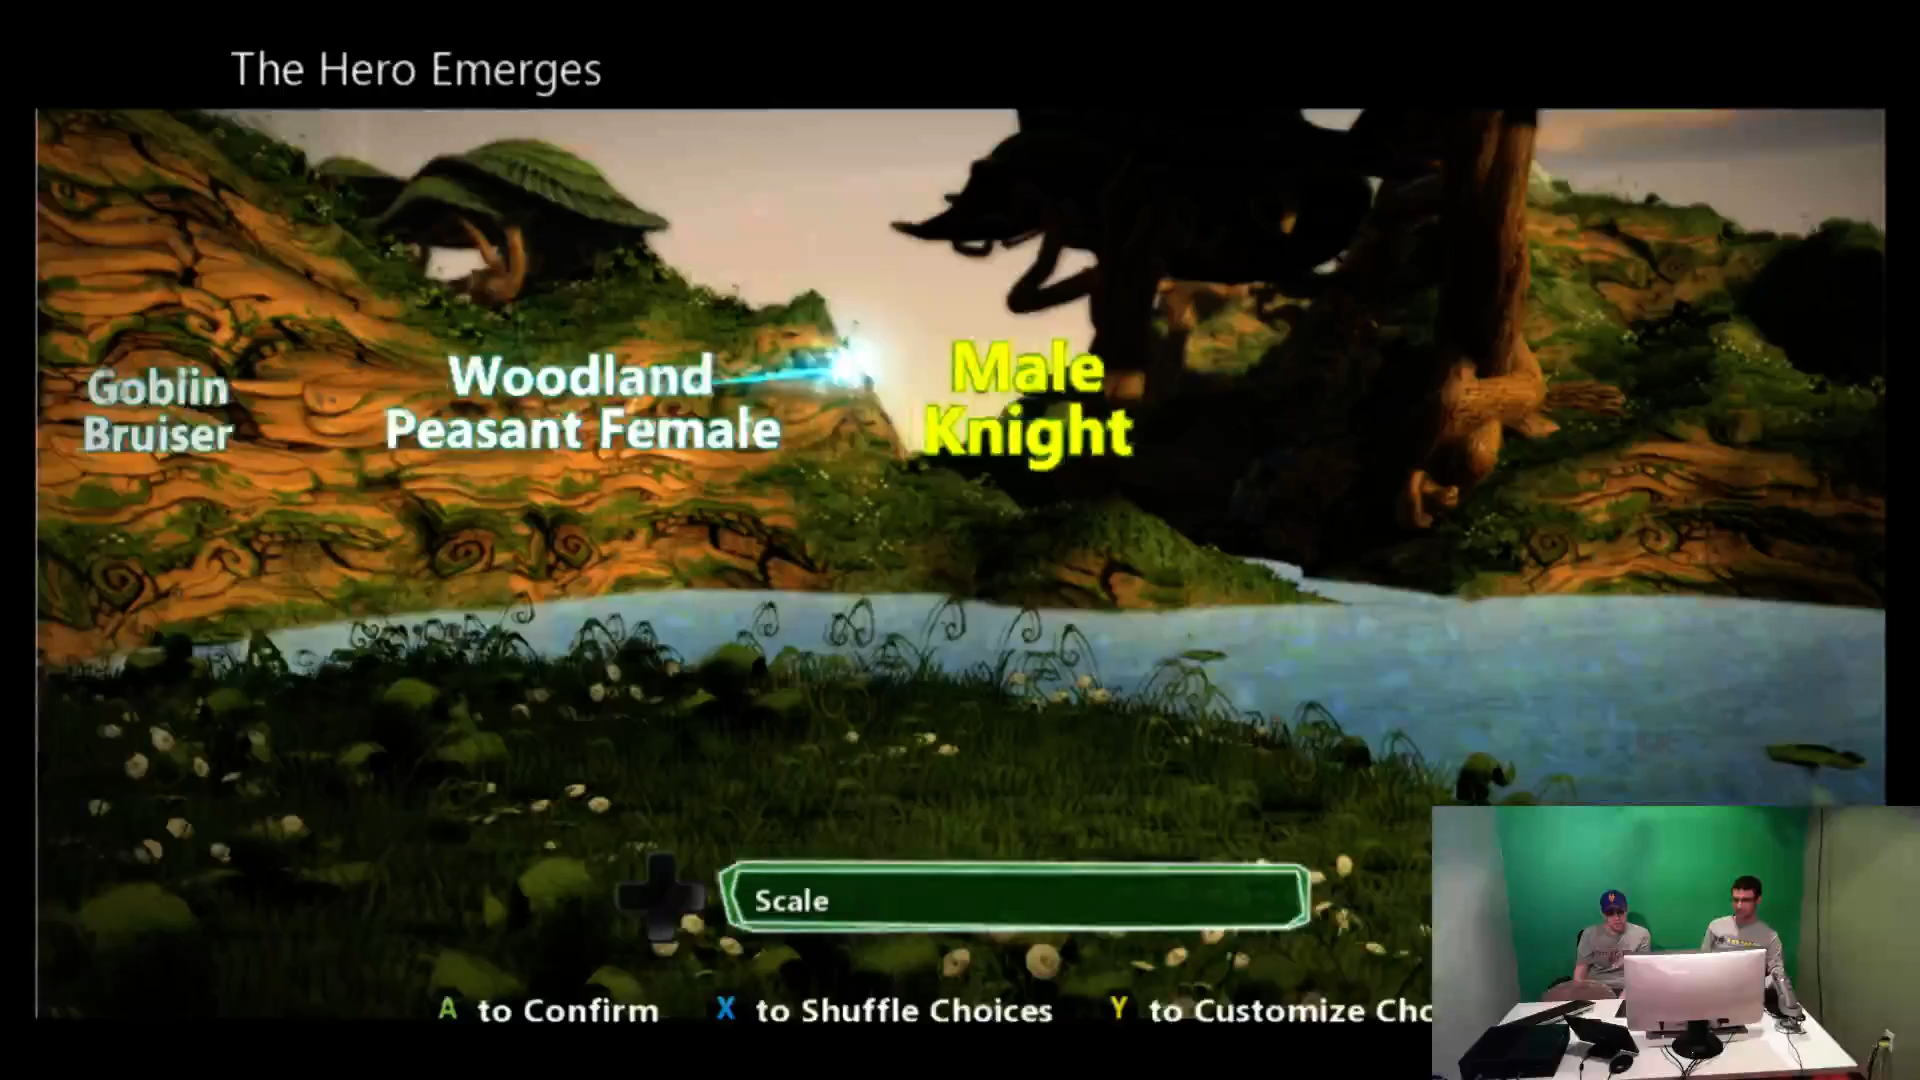 The Hero Emerges
Goblin
Bruiser
Woodland
Peasant Female
Male
Knight
Scale
A to Confirm
X to Shuffle Choices
Y to Customize Cho